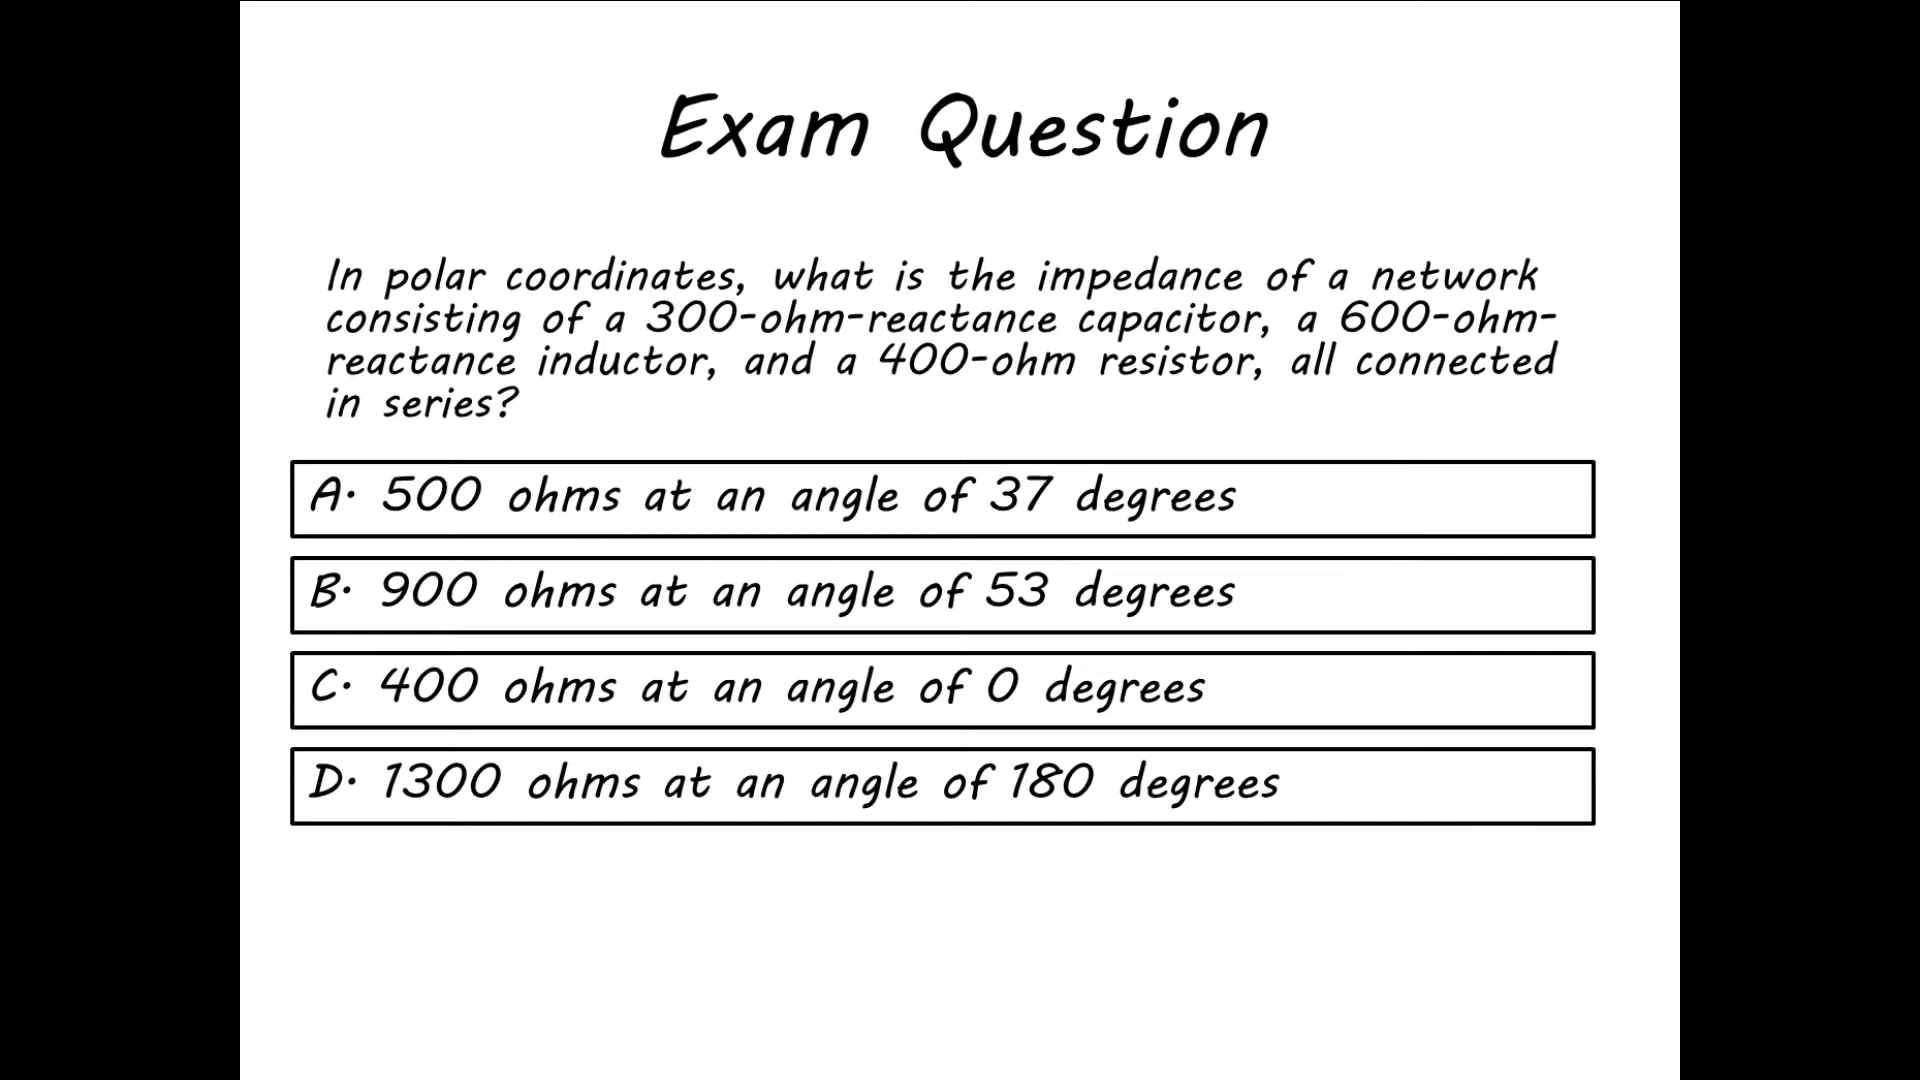 Exam Question
In polar coordinates, what is the impedance of a network
consisting of a 300-ohm-reactance capacitor, a 600-ohm-
reactance inductor, and a 400-ohm resistor, all connected
in series?
A. 500 ohms at an angle of 37 degrees
B. 900 ohms at an angle of 53 degrees
C. 400 ohms at an angle of 0 degrees
D. 1300 ohms at an angle of 180 degrees